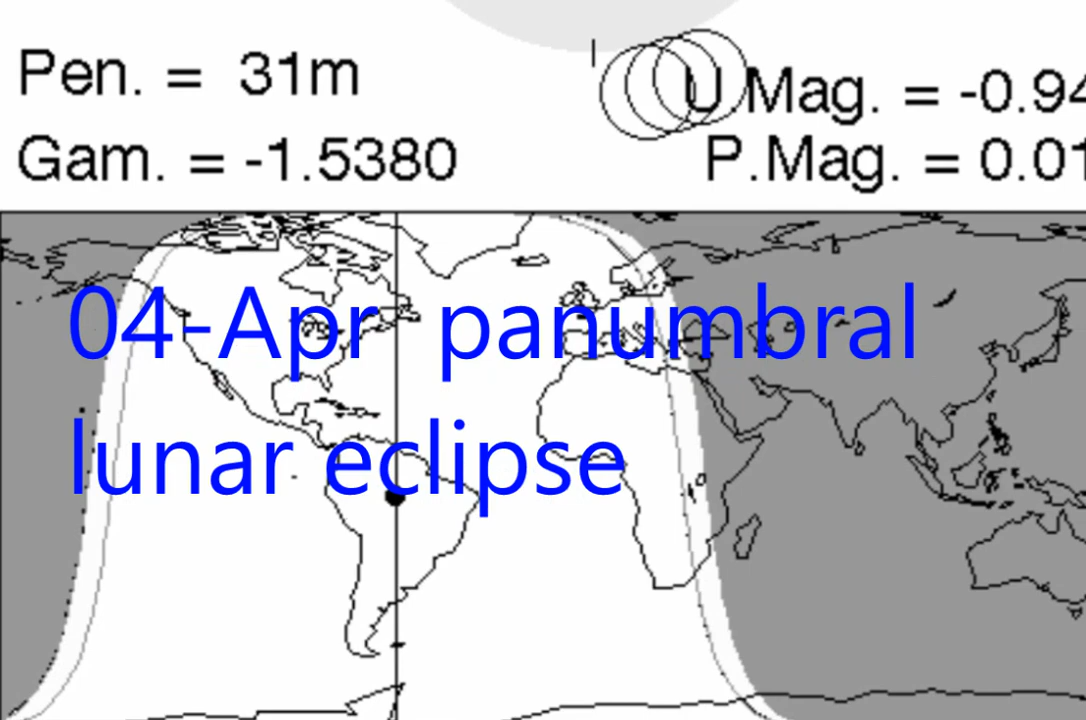 Pen. = 31m
U.Mag. = -0.94
Gam. = -1.5380
P.Mag. = 0.01
04-Apr panumbral
lunar eclipse